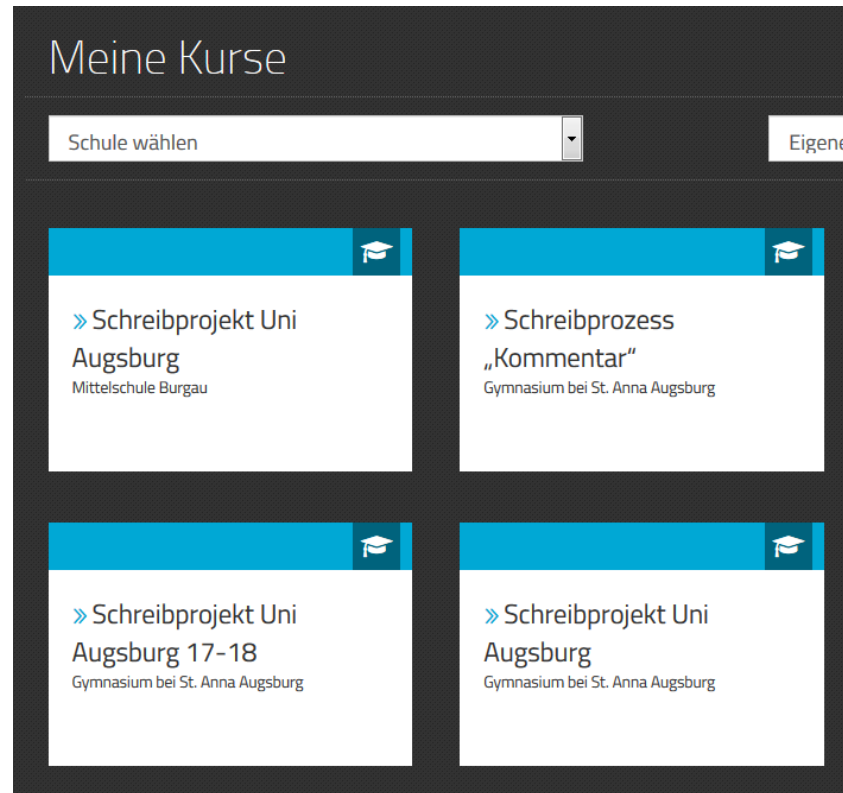 Meine Kurse
Schule wählen
Eigene
» Schreibprojekt Uni
Augsburg
Mittelschule Burgau
» Schreibprozess
„Kommentar“
Gymnasium bei St. Anna Augsburg
» Schreibprojekt Uni
Augsburg 17-18
Gymnasium bei St. Anna Augsburg
» Schreibprojekt Uni
Augsburg
Gymnasium bei St. Anna Augsburg